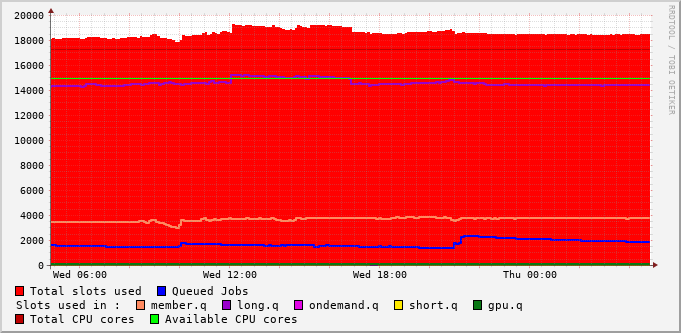 20000
18000
16000
14000
12000
10000
8000
6000
4000
2000
0
Wed 06:00 Wed 12:00 Wed 18:00 Thu 00:00
RRDTOOL / TOBI OETIKER
Total slots used Queued Jobs
Slots used in : member.q long.q ondemand.q short.q gpu.q
Total CPU cores Available CPU cores